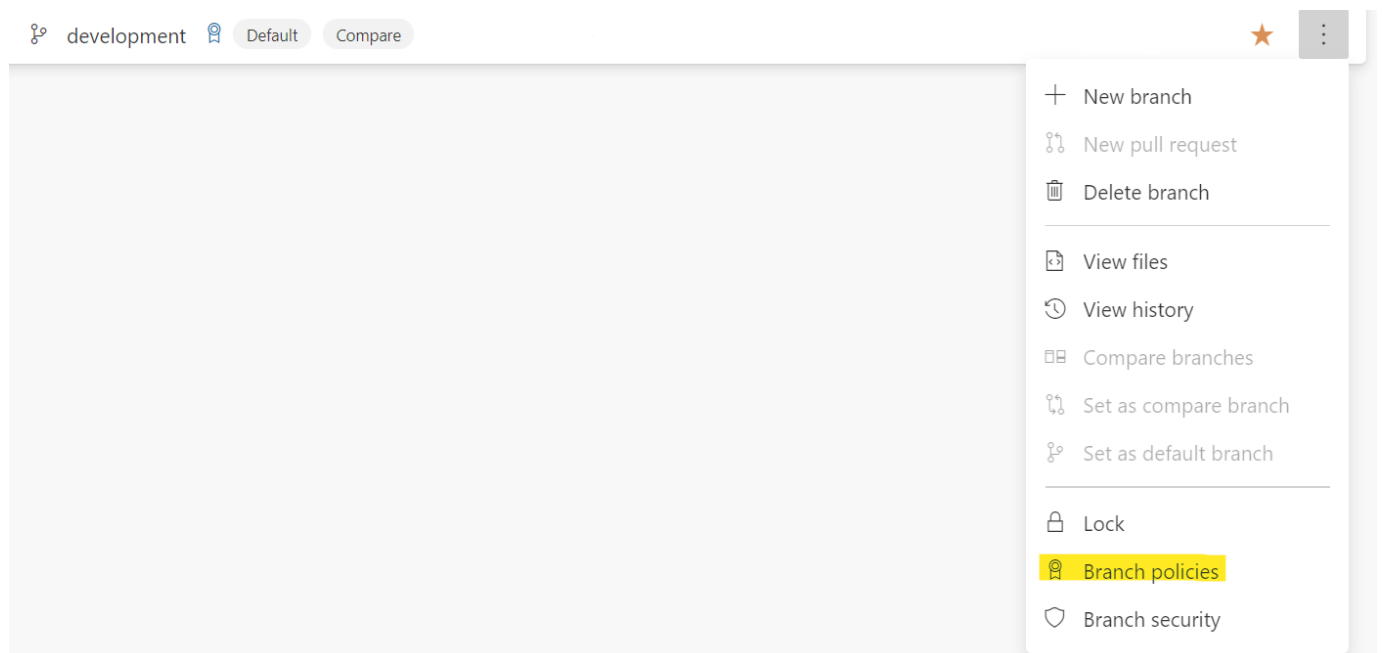 development Default Compare
New branch
New pull request
Delete branch
View files
View history
Compare branches
Set as compare branch
Set as default branch
Lock
Branch policies
Branch security